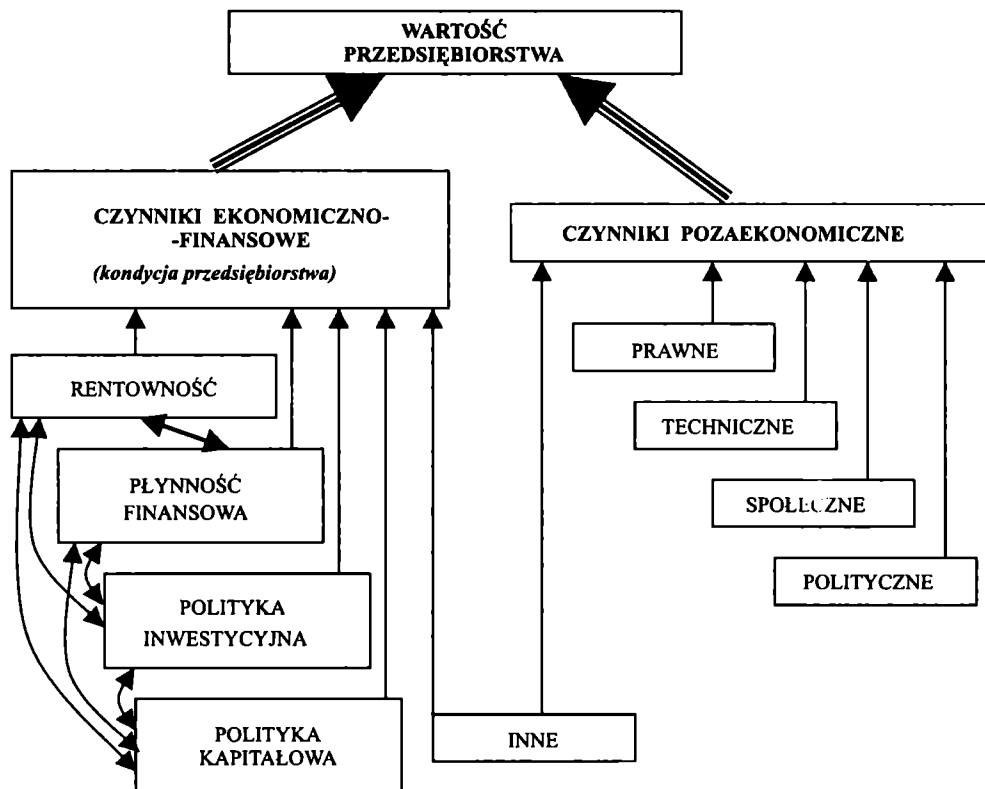 WARTOŚĆ
PRZEDSIĘBIORSTWA
CZYNNIKI EKONOMICZNO-
-FINANSOWE
(kondycja przedsiębiorstwa)
CZYNNIKI POZAEKONOMICZNE
RENTOWNOŚĆ
PŁYNNOŚĆ
FINANSOWA
POLITYKA
INWESTYCYJNA
POLITYKA
KAPITAŁOWA
INNE
PRAWNE
TECHNICZNE
SPOŁECZNE
POLITYCZNE